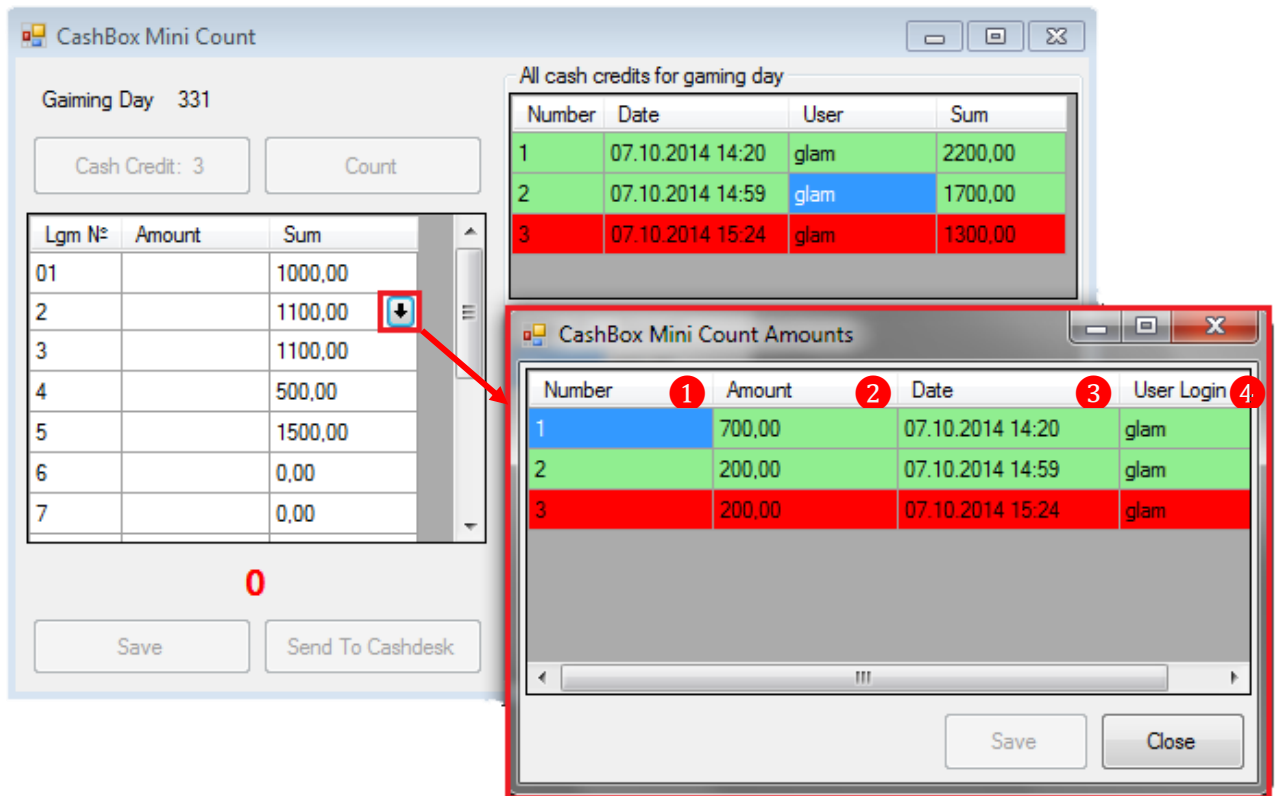 CashBox Mini Count
Gaiming Day 331
Cash Credit: 3 Count
Lgm Nº Amount Sum
01 1000,00
2 1100,00
3 1100,00
4 500,00
5 1500,00
6 0,00
7 0,00
0
Save Send To Cashdesk
All cash credits for gaming day
Number Date User Sum
1 07.10.2014 14:20 glam 2200,00
2 07.10.2014 14:59 glam 1700,00
3 07.10.2014 15:24 glam 1300,00
CashBox Mini Count Amounts
Number 1 Amount 2 Date 3 User Login 4
1 700,00 07.10.2014 14:20 glam
2 200,00 07.10.2014 14:59 glam
3 200,00 07.10.2014 15:24 glam
Save Close